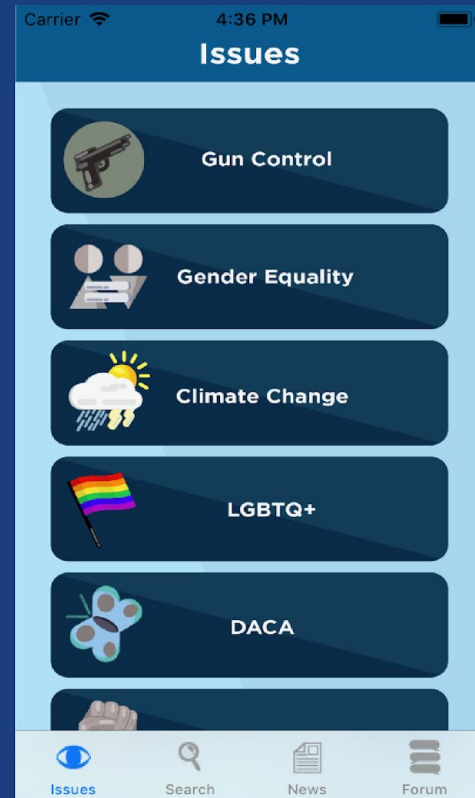 Carrier 4:36 PM
Issues
Gun Control
Gender Equality
Climate Change
LGBTQ+
DACA
Issues Search News Forum